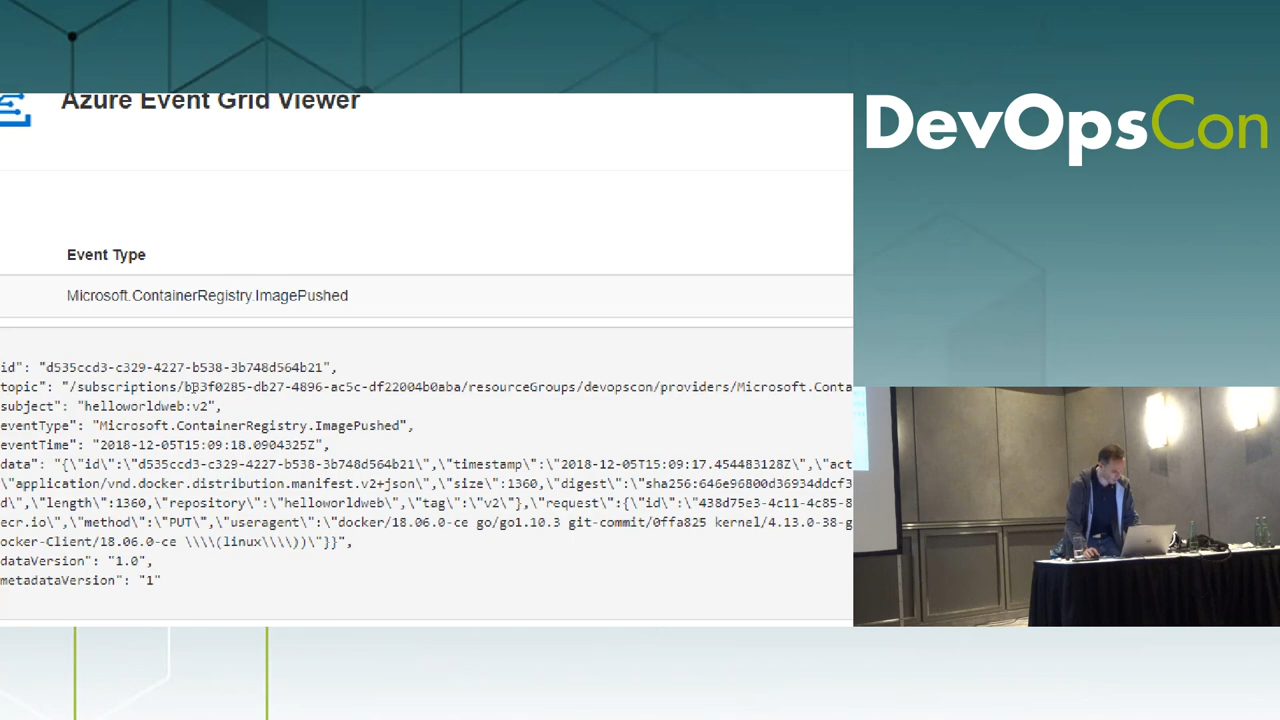 Azure Event Grid Viewer
DevOpsCon
Event Type
Microsoft.ContainerRegistry.ImagePushed
id": "d535ccd3-c329-4227-b538-3b748d564b21",
topic": "/subscriptions/b33f0285-db27-4896-ac5c-df22004b0aba/resourceGroups/devopscon/providers/Microsoft.Conta
subject": "helloworldweb:v2",
eventType": "Microsoft.ContainerRegistry.ImagePushed",
eventTime": "2018-12-05T15:09:18.0904325Z",
data": "{\"id\":\"d535ccd3-c329-4227-b538-3b748d564b21\",\"timestamp\":\"2018-12-05T15:09:17.454483128Z\",\"act
\"application/vnd.docker.distribution.manifest.v2+json\",\"size\":1360,\"digest\":\"sha256:646e96800d36934ddcf3
d\",\"length\":1360,\"repository\":\"helloworldweb\",\"tag\":\"v2\"},\"request\":{\"id\":\"438d75e3-4c11-4c85-8
ecr.io\",\"method\":\"PUT\",\"useragent\":\"docker/18.06.0-ce go/go1.10.3 git-commit/0ffa825 kernel/4.13.0-38-g
ocker-Client/18.06.0-ce \\\\(linux\\\\))\"}}",
dataVersion": "1.0",
metadataVersion": "1"